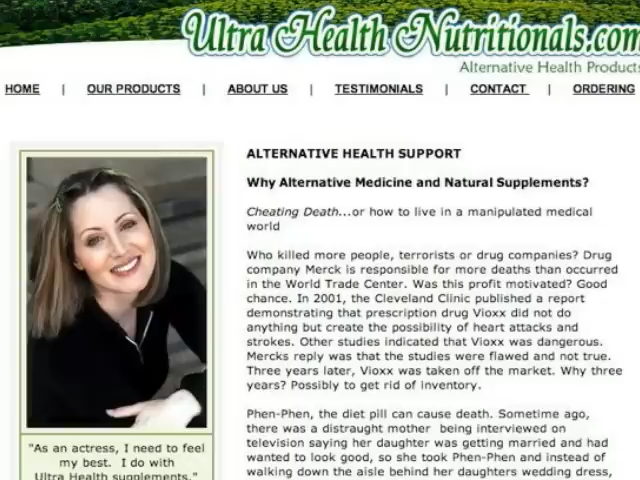 Ultra Health Nutritionals.com
Alternative Health Products
HOME | OUR PRODUCTS | ABOUT US | TESTIMONIALS | CONTACT | ORDERING
ALTERNATIVE HEALTH SUPPORT
Why Alternative Medicine and Natural Supplements?
Cheating Death...or how to live in a manipulated medical
world
Who killed more people, terrorists or drug companies? Drug
company Merck is responsible for more deaths than occurred
in the World Trade Center. Was this profit motivated? Good
chance. In 2001, the Cleveland Clinic published a report
demonstrating that prescription drug Vioxx did not do
anything but create the possibility of heart attacks and
strokes. Other studies indicated that Vioxx was dangerous.
Mercks reply was that the studies were flawed and not true.
Three years later, Vioxx was taken off the market. Why three
years? Possibly to get rid of inventory.
Phen-Phen, the diet pill can cause death. Sometime ago,
there was a distraught mother being interviewed on
television saying her daughter was getting married and had
wanted to look good, so she took Phen-Phen and instead of
walking down the aisle behind her daughters wedding dress,
"As an actress, I need to feel
my best. I do with
Ultra Health supplements."